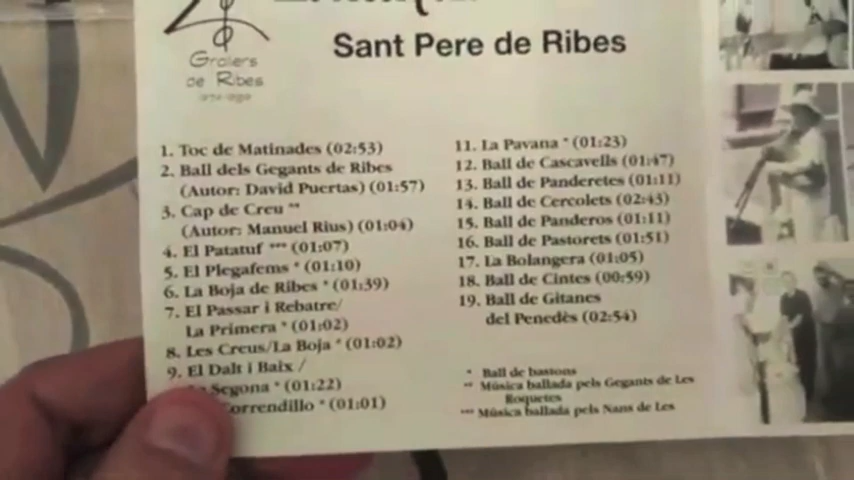 Sant Pere de Ribes
Grallers
de Ribes
1. Toc de Matinades (02:53)
2. Ball dels Gegants de Ribes
(Autor: David Puertas) (01:57)
3. Cap de Creu **
(Autor: Manuel Rius) (01:04)
4. El Patatuf *** (01:07)
5. El Plegafems * (01:10)
6. La Boja de Ribes * (01:39)
7. El Passar i Rebatre/
La Primera * (01:02)
8. Les Creus/La Boja * (01:02)
9. El Dalt i Baix /
Segona * (01:22)
Correndillo * (01:01)
11. La Pavana * (01:23)
12. Ball de Cascavells (01:47)
13. Ball de Panderetes (01:11)
14. Ball de Cercolets (02:43)
15. Ball de Panderos (01:11)
16. Ball de Pastorets (01:51)
17. La Bolangera (01:05)
18. Ball de Cintes (00:59)
19. Ball de Gitanes
del Penedès (02:54)
* Ball de bastons
** Música ballada pels Gegants de Les
Roquetes
*** Música ballada pels Nans de Les